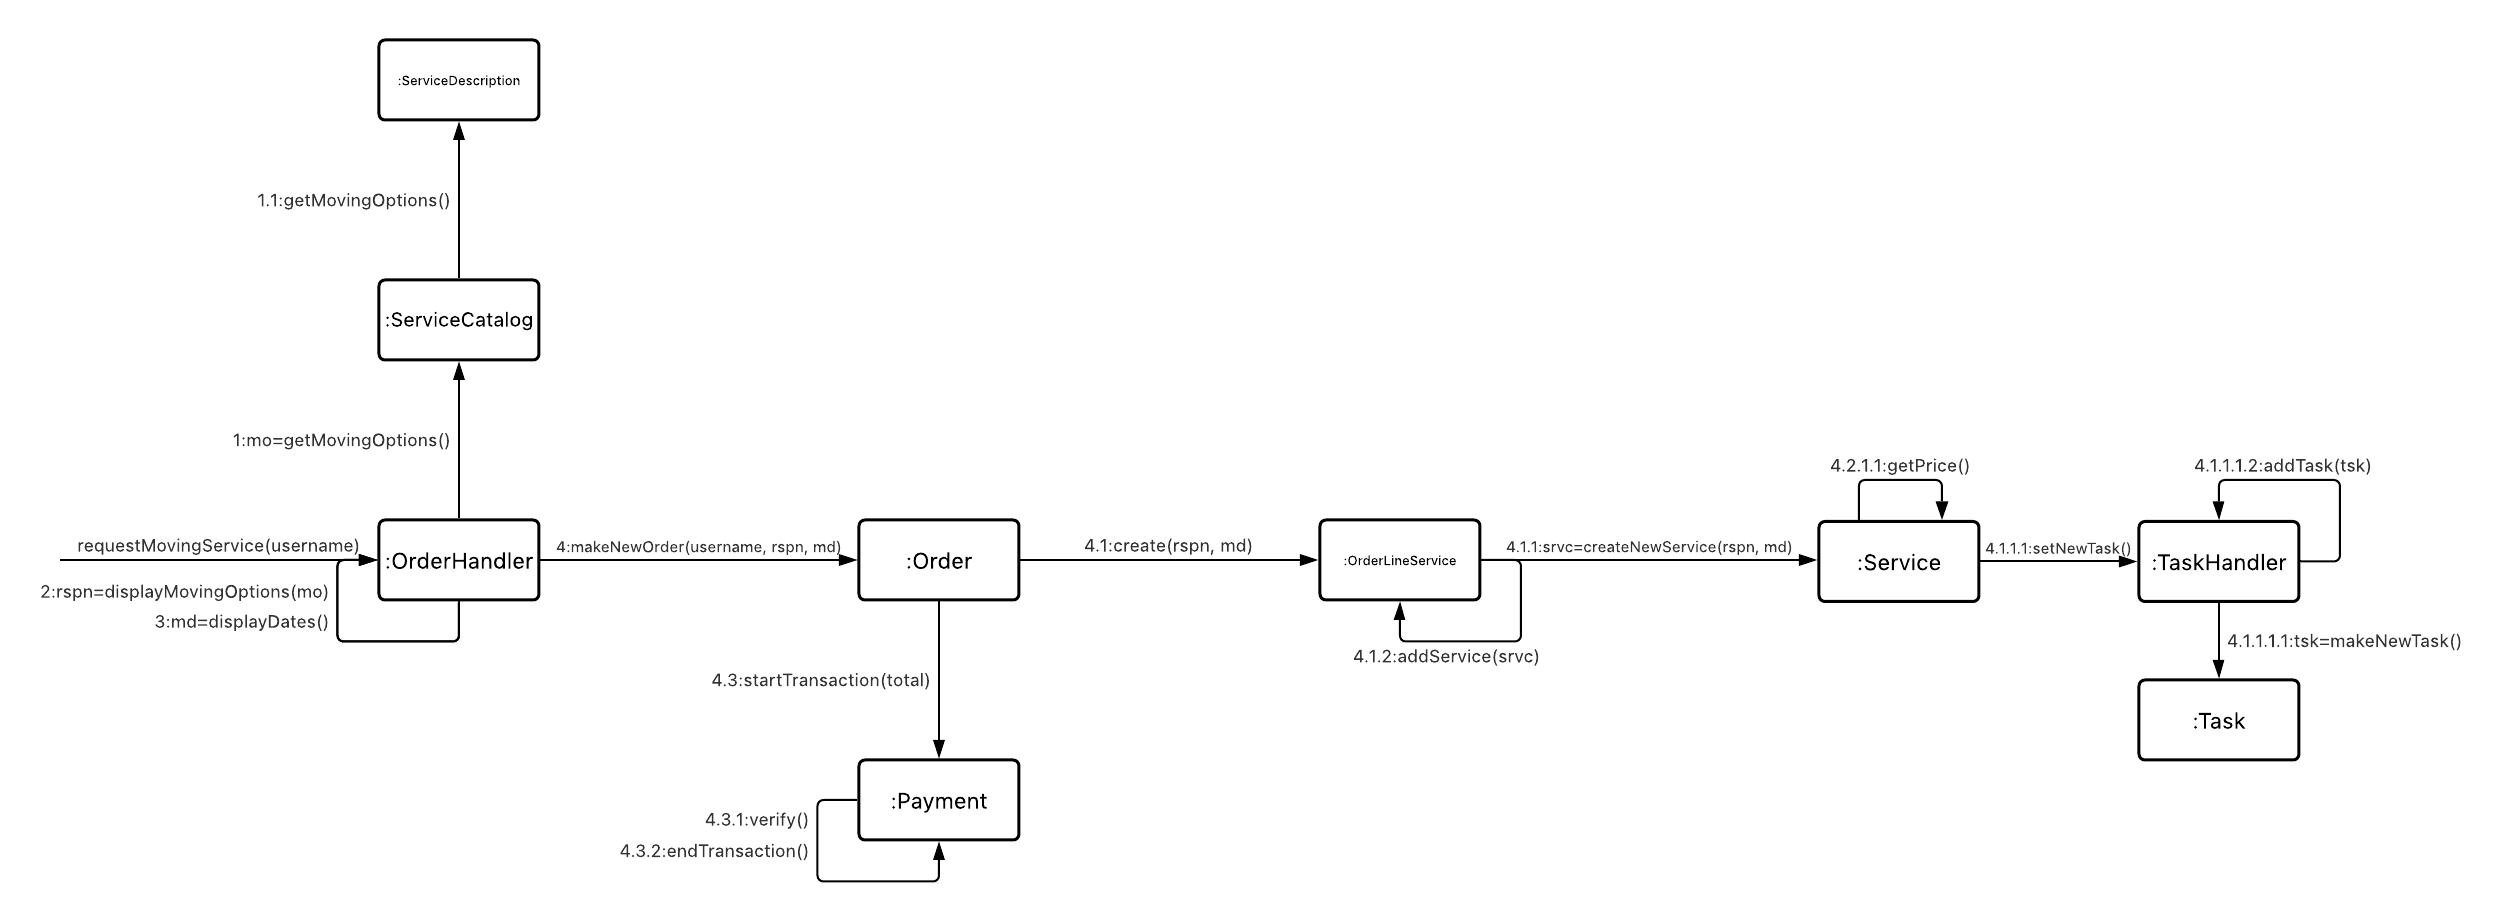 :ServiceDescription
1.1:getMovingOptions()
:ServiceCatalog
1:mo=getMovingOptions()
requestMovingService(username)
:OrderHandler
2:rspn=displayMovingOptions(mo)
3:md=displayDates()
4:makeNewOrder(username, rspn, md)
:Order
4.1:create(rspn, md)
:OrderLineService
4.1.1:srvc=createNewService(rspn, md)
4.1.2:addService(srvc)
4.2.1.1:getPrice()
:Service
4.1.1.1:setNewTask()
4.1.1.1.2:addTask(tsk)
:TaskHandler
4.1.1.1.1:tsk=makeNewTask()
:Task
4.3:startTransaction(total)
:Payment
4.3.1:verify()
4.3.2:endTransaction()